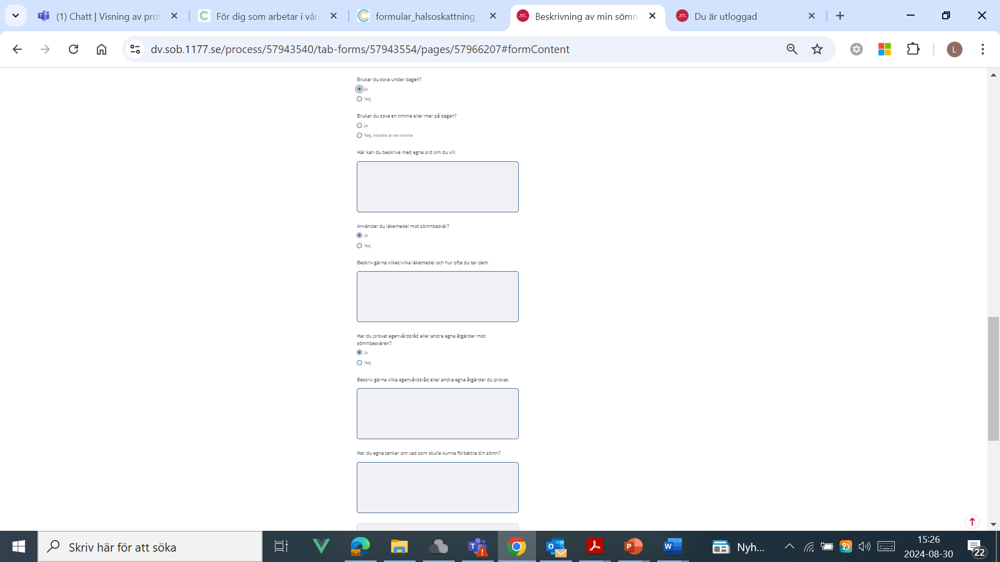 (1) Chatt | Visning av prot
För dig som arbetar i vård
formular_halsoskattning_
Beskrivning av min sömn
Du är utloggad
dv.sob.1177.se/process/57943540/tab-forms/57943554/pages/57966207#formContent
L
Brukar du sova under dagen?
Ja
Nej
Brukar du sova en timme eller mer på dagen?
Ja
Nej, mindre än en timme
Här kan du beskriva med egna ord om du vill.
Använder du läkemedel mot sömnbesvär?
Ja
Nej
Beskriv gärna vilket/vilka läkemedel och hur ofta du tar dem.
Har du provat egenvårdsråd eller andra egna åtgärder mot
sömnbesvären?
Ja
Nej
Beskriv gärna vilka egenvårdsråd eller andra egna åtgärder du provat.
Har du egna tankar om vad som skulle kunna förbättra din sömn?
Skriv här för att söka
Nyh...
15:26
2024-08-30
22